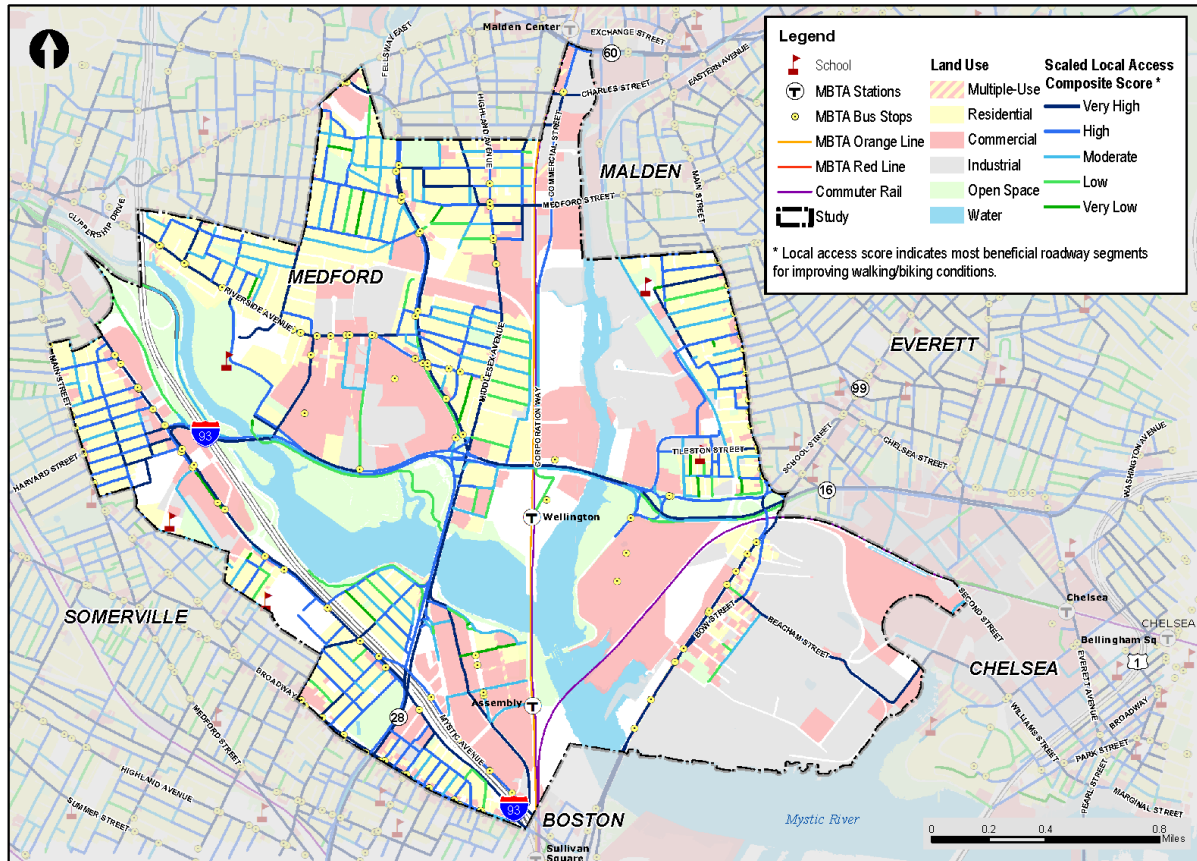 Malden Center
EXCHANGE STREET
60
FELLSWAY EAST
CHARLES STREET
EASTERN AVENUE
HIGHLAND AVENUE
COMMERCIAL STREET
MALDEN
MAIN STREET
MEDFORD STREET
CLIPPERSHIP DRIVE
MEDFORD
RIVERSIDE AVENUE
MIDDLESEX AVENUE
CORPORATION WAY
EVERETT
99
MAIN STREET
93
HARVARD STREET
TILESTON STREET
SCHOOL STREET
CHELSEA STREET
WASHINGTON AVENUE
16
Wellington
SOMERVILLE
BROADWAY
MEDFORD STREET
28
MYSTIC AVENUE
Assembly
BOW STREET
BEACHAM STREET
SECOND STREET
Chelsea
CHELSEA
Bellingham Sq
1
CHELSEA
EVERETT AVENUE
BROADWAY
WILLIAMS STREET
PARK STREET
PEARL STREET
MARGINAL STREET
HIGHLAND AVENUE
SUMMER STREET
93
BOSTON
Sullivan
Square
Mystic River
0 0.2 0.4 0.8
Miles
Legend
School
MBTA Stations
MBTA Bus Stops
MBTA Orange Line
MBTA Red Line
Commuter Rail
Study
Land Use
Multiple-Use
Residential
Commercial
Industrial
Open Space
Water
Scaled Local Access
Composite Score *
Very High
High
Moderate
Low
Very Low
* Local access score indicates most beneficial roadway segments
for improving walking/biking conditions.